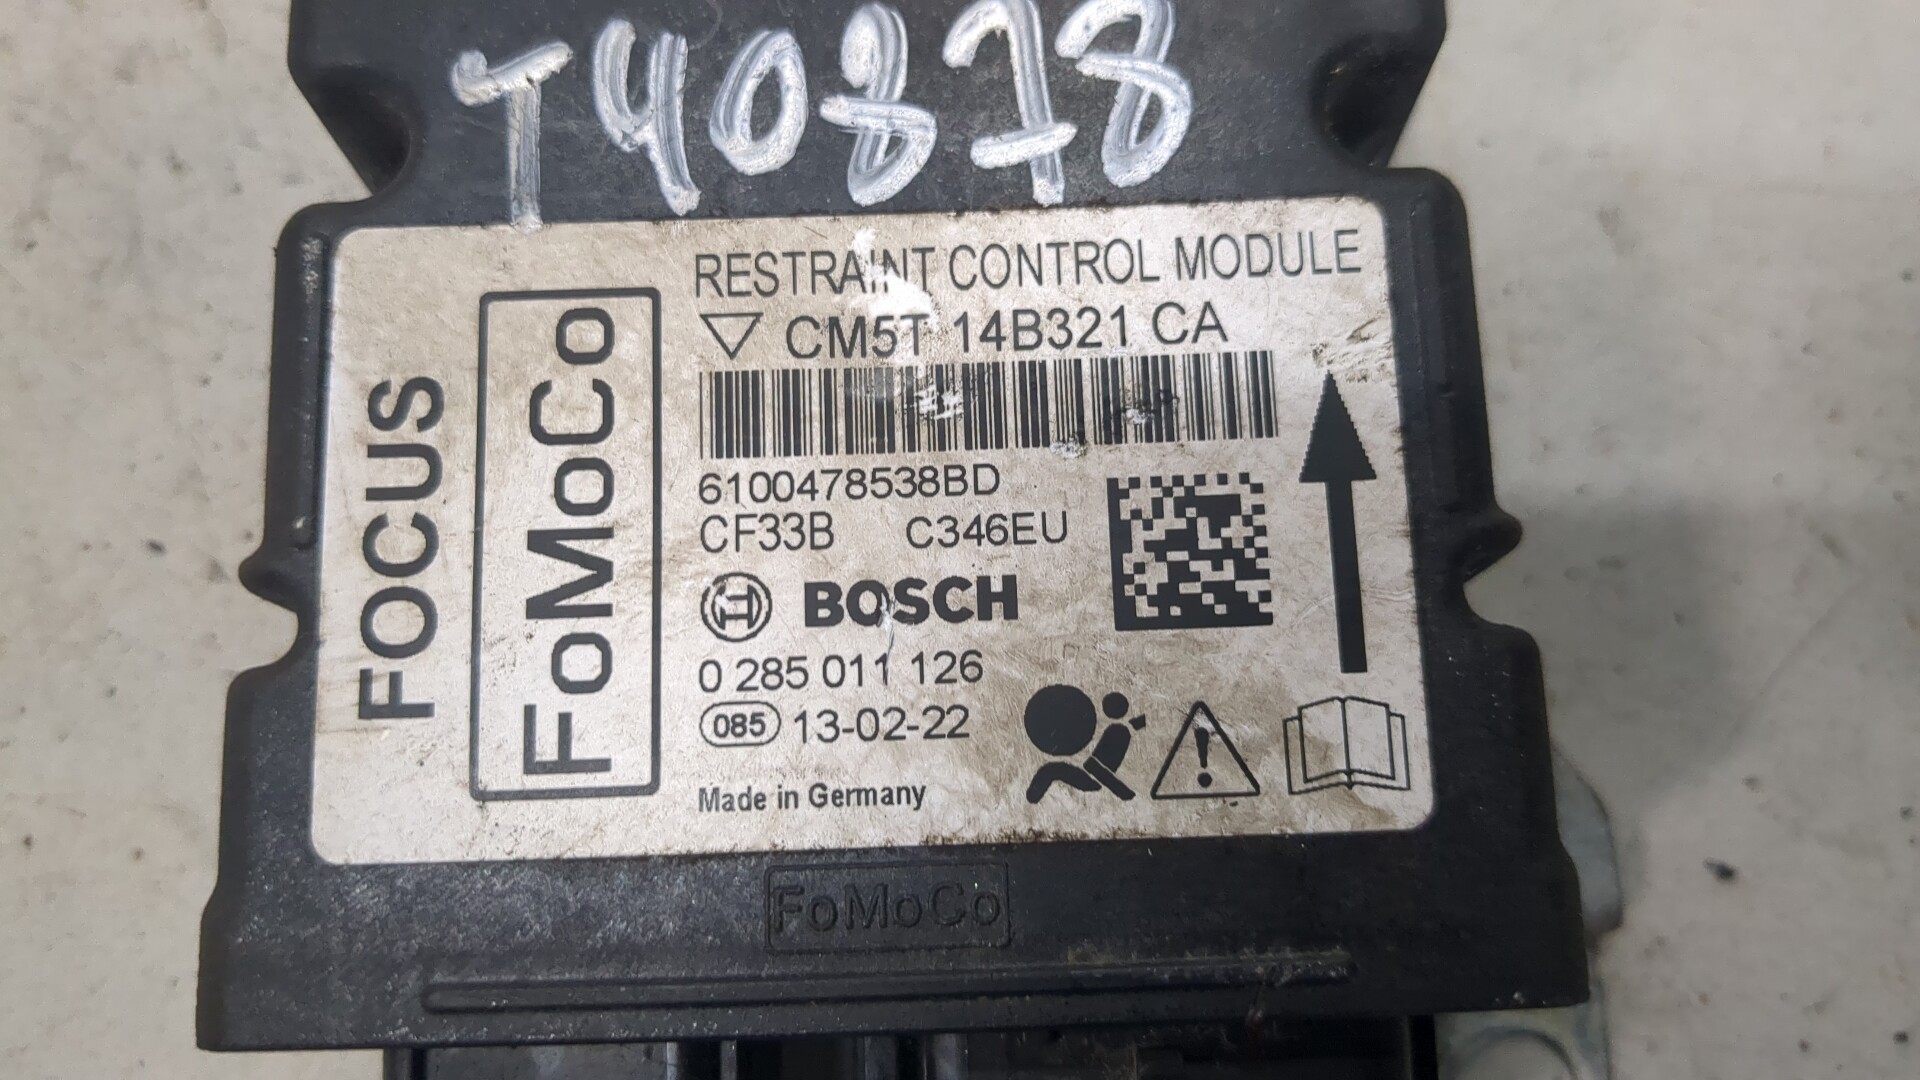 T40878
RESTRAINT CONTROL MODULE
CM5T 14B321 CA
6100478538BD
CF33B C346EU
BOSCH
0 285 011 126
085 13-02-22
Made in Germany
FOCUS
FoMoCo
FoMoCo